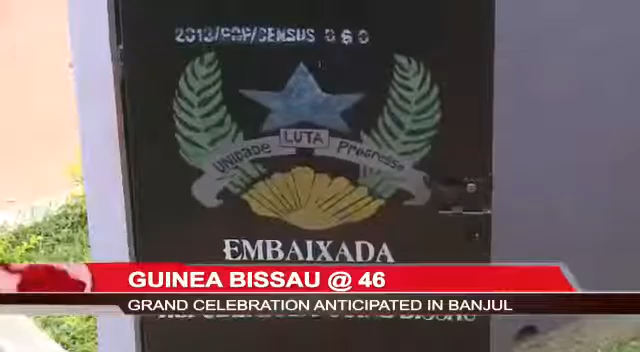 2013/POP/CENSUS 0 6 0
LUTA
UNIDADE PROGRESSO
EMBAIXADA
GUINEA BISSAU @ 46
GRAND CELEBRATION ANTICIPATED IN BANJUL